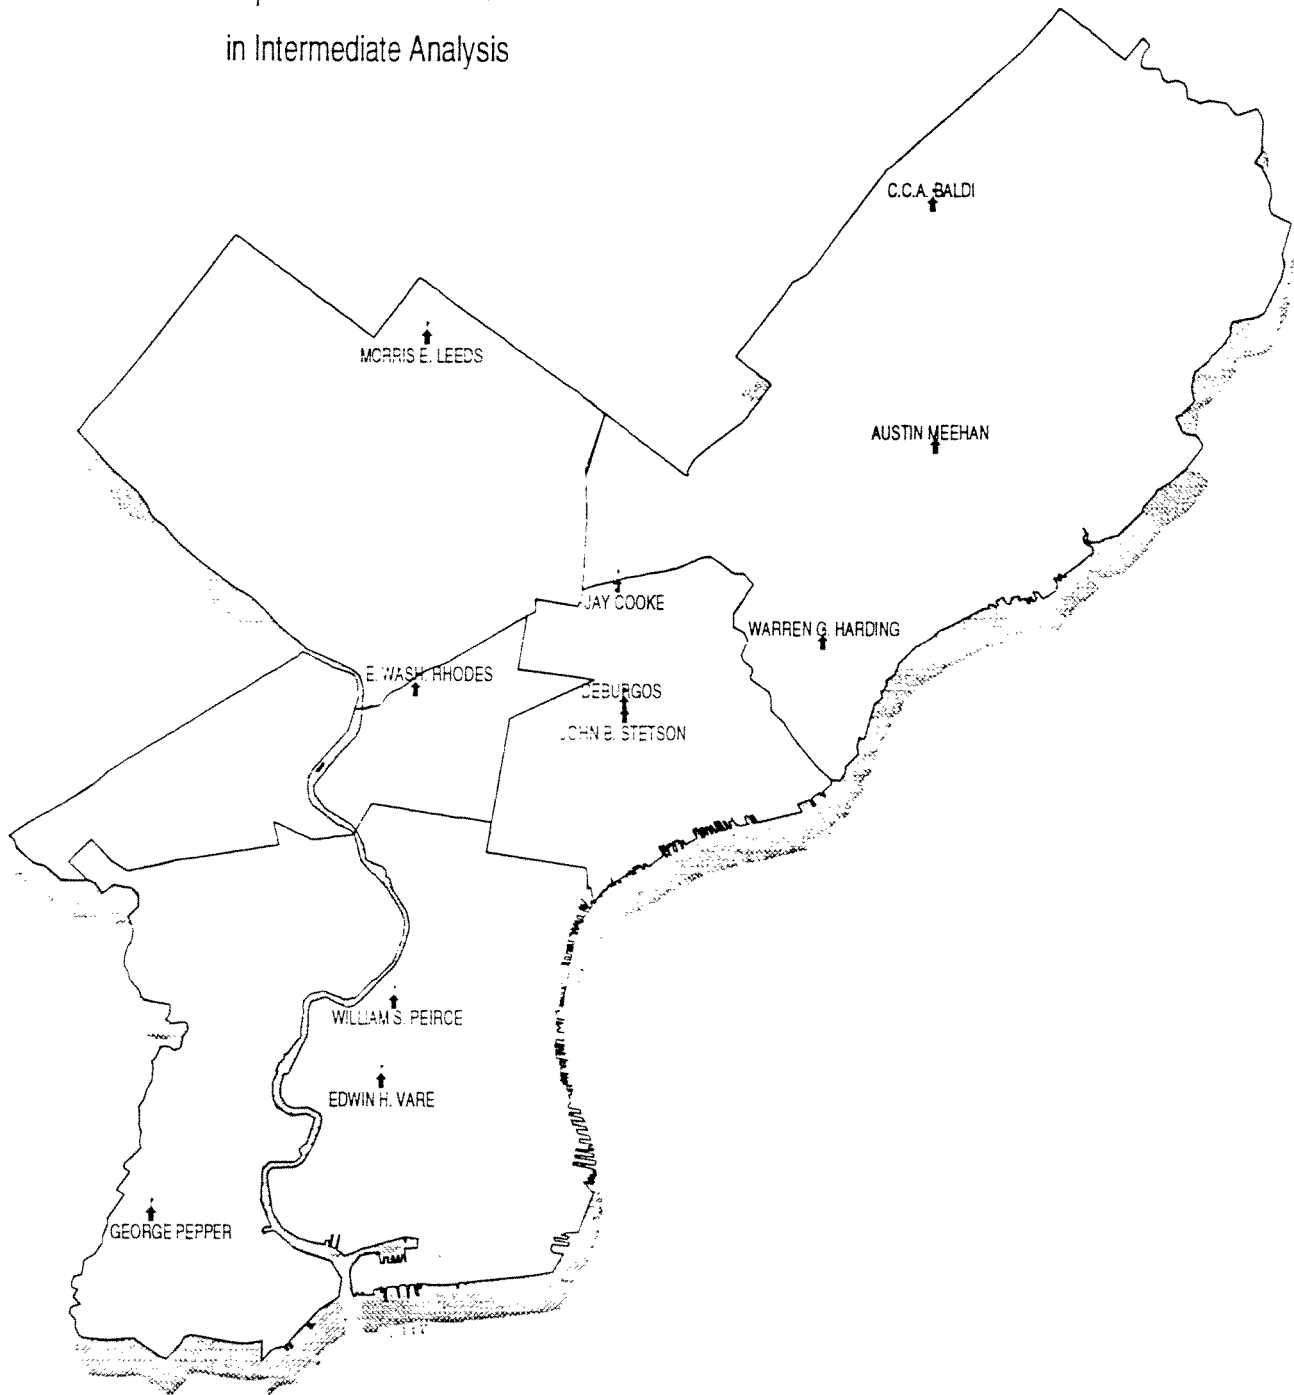 in Intermediate Analysis
C.C.A. BALDI
MORRIS E. LEEDS
AUSTIN MEEHAN
JAY COOKE
WARREN G. HARDING
E. WASH. RHODES
DEBURGOS
JOHN B. STETSON
WILLIAM S. PEIRCE
EDWIN H. VARE
GEORGE PEPPER